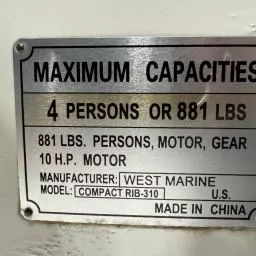 MAXIMUM CAPACITIES
4 PERSONS OR 881 LBS
881 LBS. PERSONS, MOTOR, GEAR
10 H.P. MOTOR
MANUFACTURER: WEST MARINE
MODEL: COMPACT RIB-310 U.S.
MADE IN CHINA